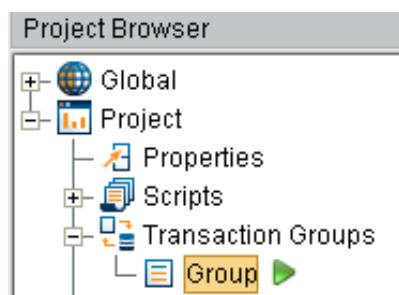 Project Browser
Global
Project
Properties
Scripts
Transaction Groups
Group